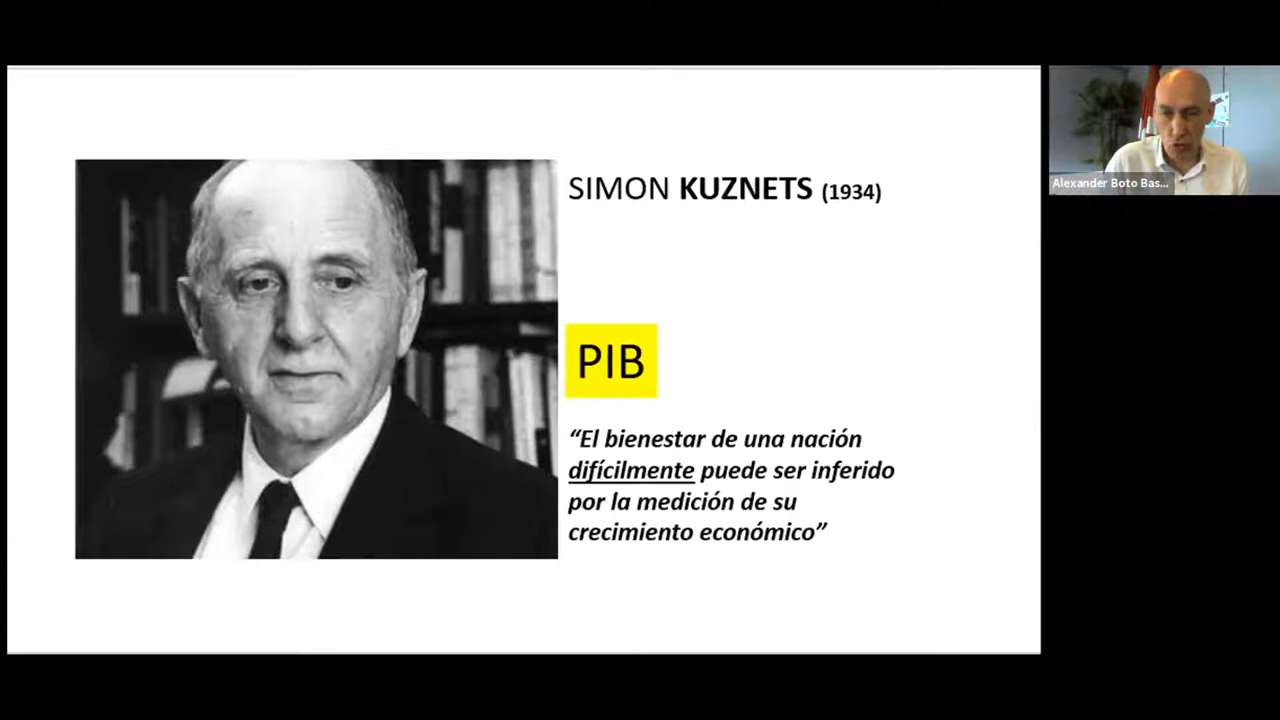 SIMON KUZNETS (1934)
PIB
“El bienestar de una nación
difícilmente puede ser inferido
por la medición de su
crecimiento económico”
Alexander Boto Bas...